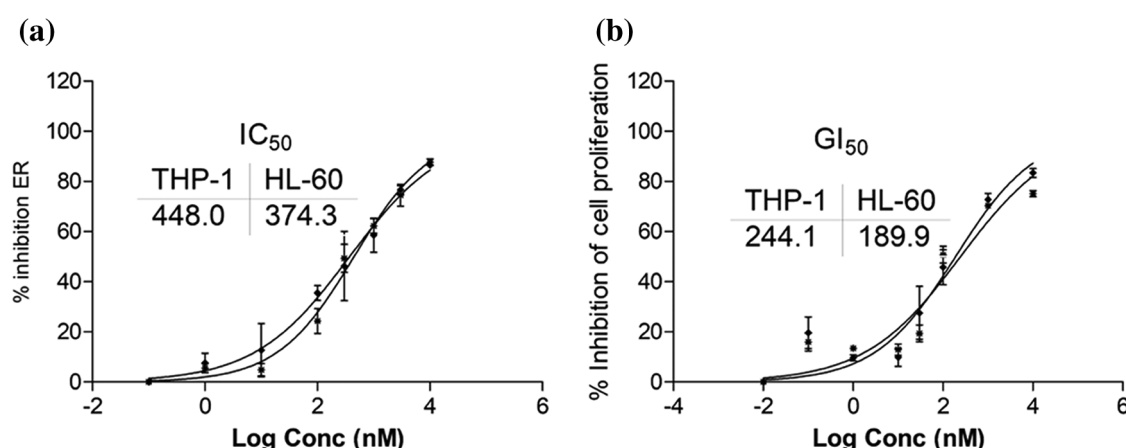 (a)
% inhibition ER
120
100
80
60
40
20
0
IC50
THP-1 HL-60
448.0 374.3
-2 0 2 4 6
Log Conc (nM)
(b)
% Inhibition of cell proliferation
120
100
80
60
40
20
0
GI50
THP-1 HL-60
244.1 189.9
-4 -2 0 2 4 6
Log Conc (nM)